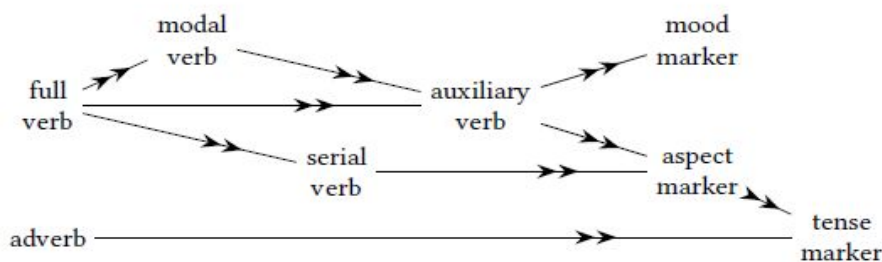 modal
verb
mood
marker
full
verb
auxiliary
verb
serial
verb
aspect
marker
adverb
tense
marker